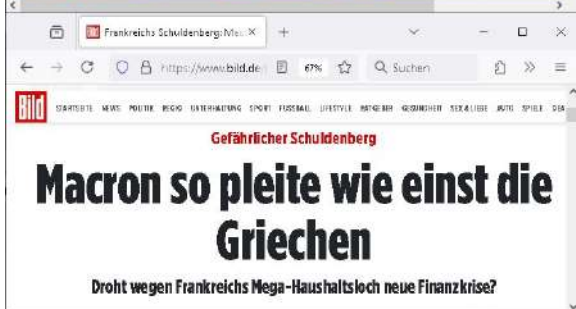 Frankreichs Schuldenberg: Ma
https://www.bild.de 67% Suchen
Bild STARTSEITE NEWS POLITIK REGIO UNTERHALTUNG SPORT FUSSBALL LIFESTYLE RATGEBER GESUNDHEIT SEX & LIEBE AUTO SPIELE DEA
Gefährlicher Schuldenberg
Macron so pleite wie einst die
Griechen
Droht wegen Frankreichs Mega-Haushaltsloch neue Finanzkrise?